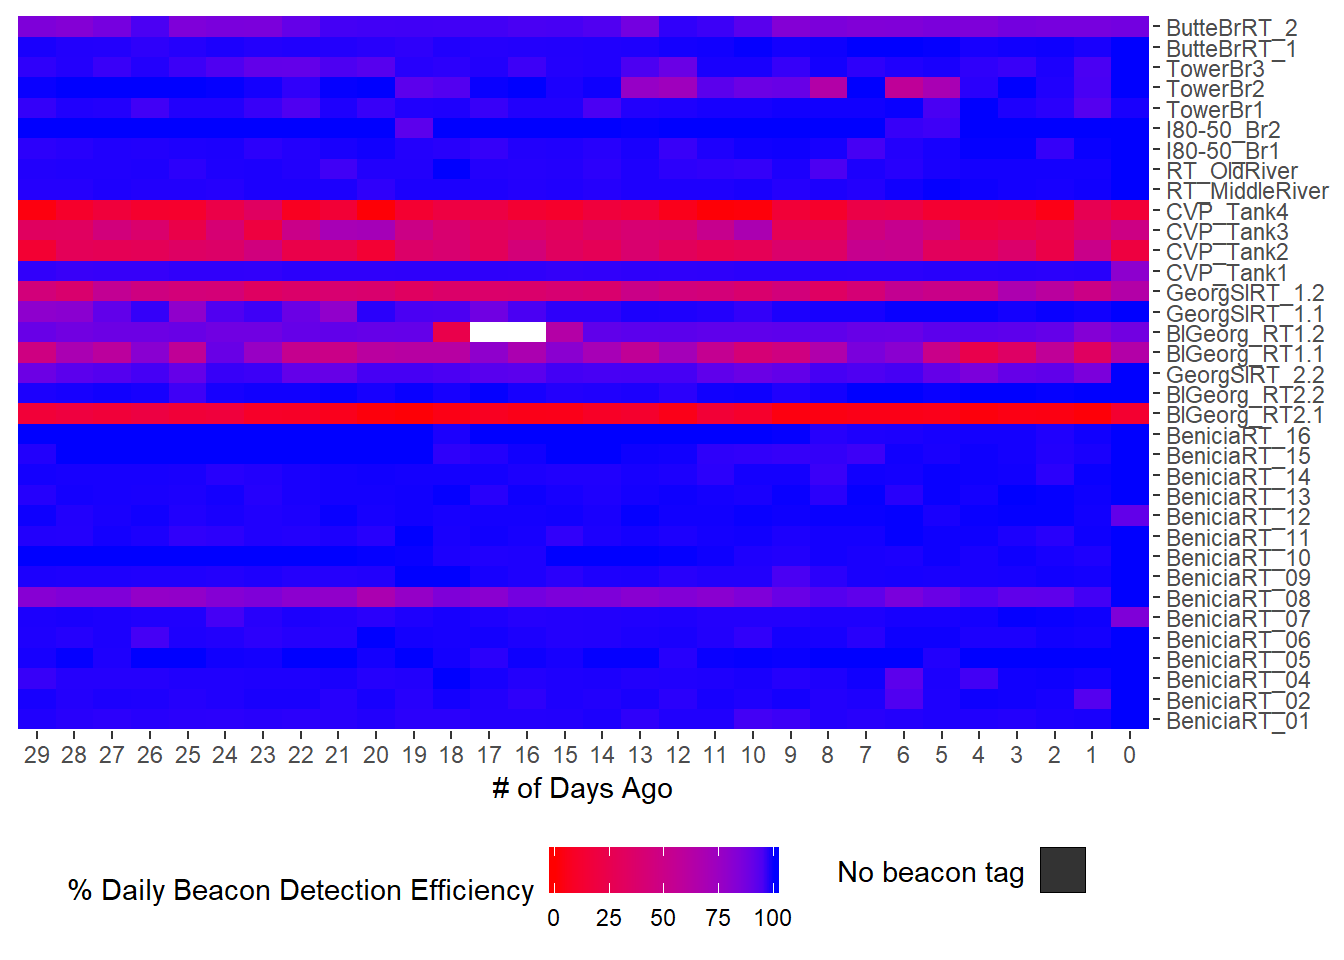 ButteBrRT_2
ButteBrRT_1
TowerBr3
TowerBr2
TowerBr1
I80-50_Br2
I80-50_Br1
RT_OldRiver
RT_MiddleRiver
CVP_Tank4
CVP_Tank3
CVP_Tank2
CVP_Tank1
GeorgSlRT_1.2
GeorgSlRT_1.1
BlGeorg_RT1.2
BlGeorg_RT1.1
GeorgSlRT_2.2
BlGeorg_RT2.2
BlGeorg_RT2.1
BeniciaRT_16
BeniciaRT_15
BeniciaRT_14
BeniciaRT_13
BeniciaRT_12
BeniciaRT_11
BeniciaRT_10
BeniciaRT_09
BeniciaRT_08
BeniciaRT_07
BeniciaRT_06
BeniciaRT_05
BeniciaRT_04
BeniciaRT_02
BeniciaRT_01
29 28 27 26 25 24 23 22 21 20 19 18 17 16 15 14 13 12 11 10 9 8 7 6 5 4 3 2 1 0
# of Days Ago
% Daily Beacon Detection Efficiency
0 25 50 75 100
No beacon tag